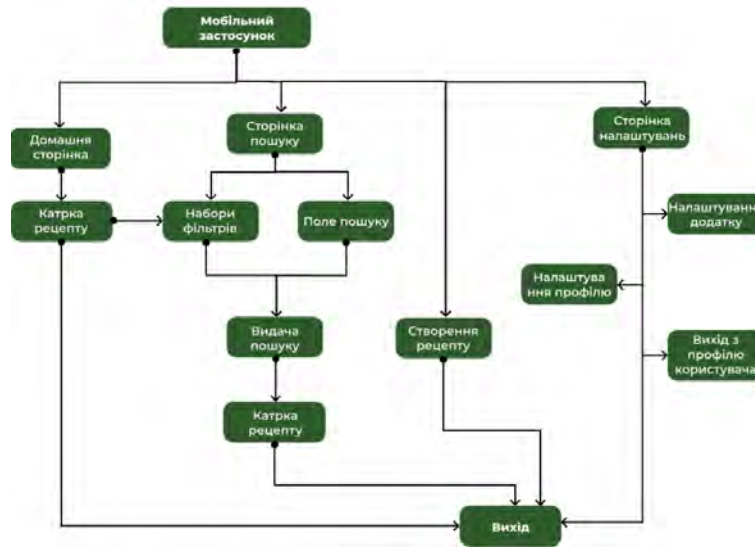 Мобільний
застосунок
Домашня
сторінка
Сторінка
пошуку
Сторінка
налаштувань
Катрка
рецепту
Набори
фільтрів
Поле пошуку
Налаштування
додатку
Налаштува
ння профілю
Видача
пошуку
Створення
рецепту
Вихід з
профілю
користувача
Катрка
рецепту
Вихід